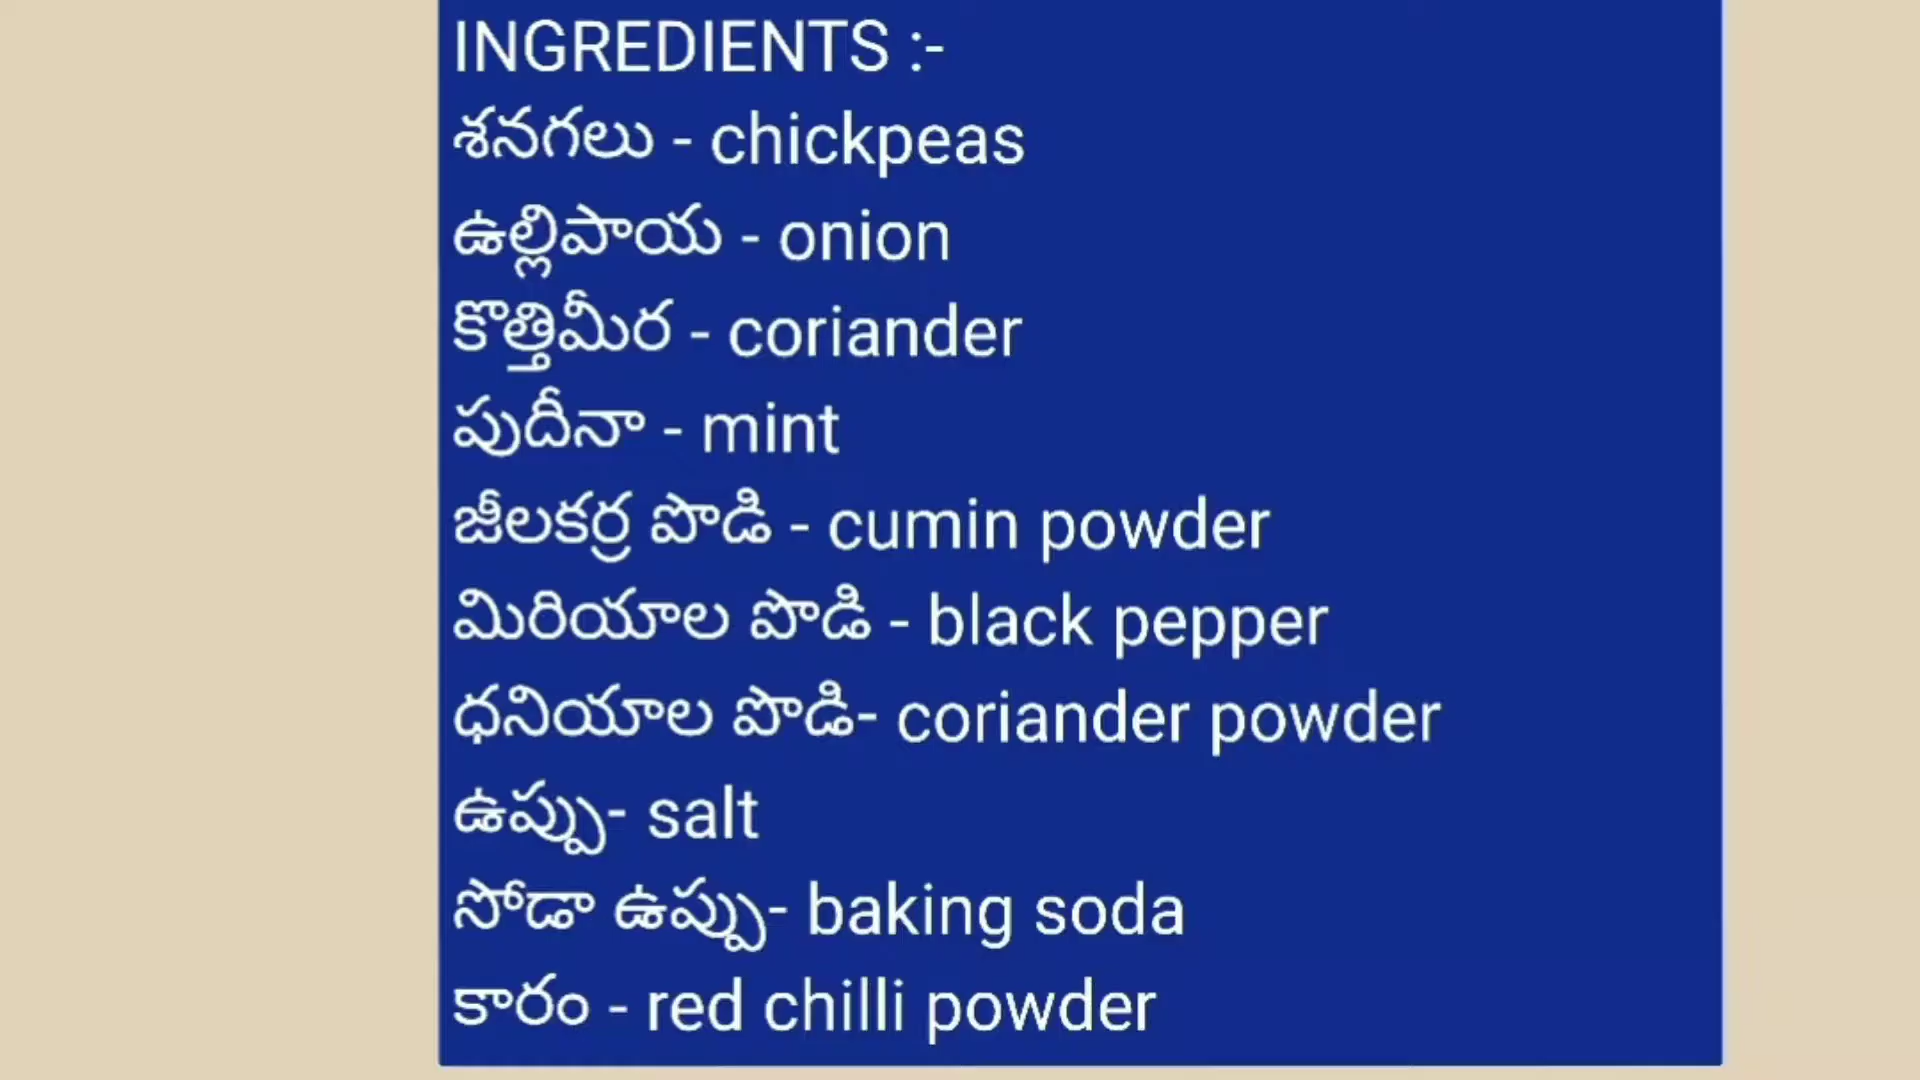 INGREDIENTS :-
శనగలు - chickpeas
ఉల్లిపాయ - onion
కొత్తిమీర - coriander
పుదీనా - mint
జీలకర్ర పొడి - cumin powder
మిరియాల పొడి - black pepper
ధనియాల పొడి- coriander powder
ఉప్పు- salt
సోడా ఉప్పు- baking soda
కారం - red chilli powder